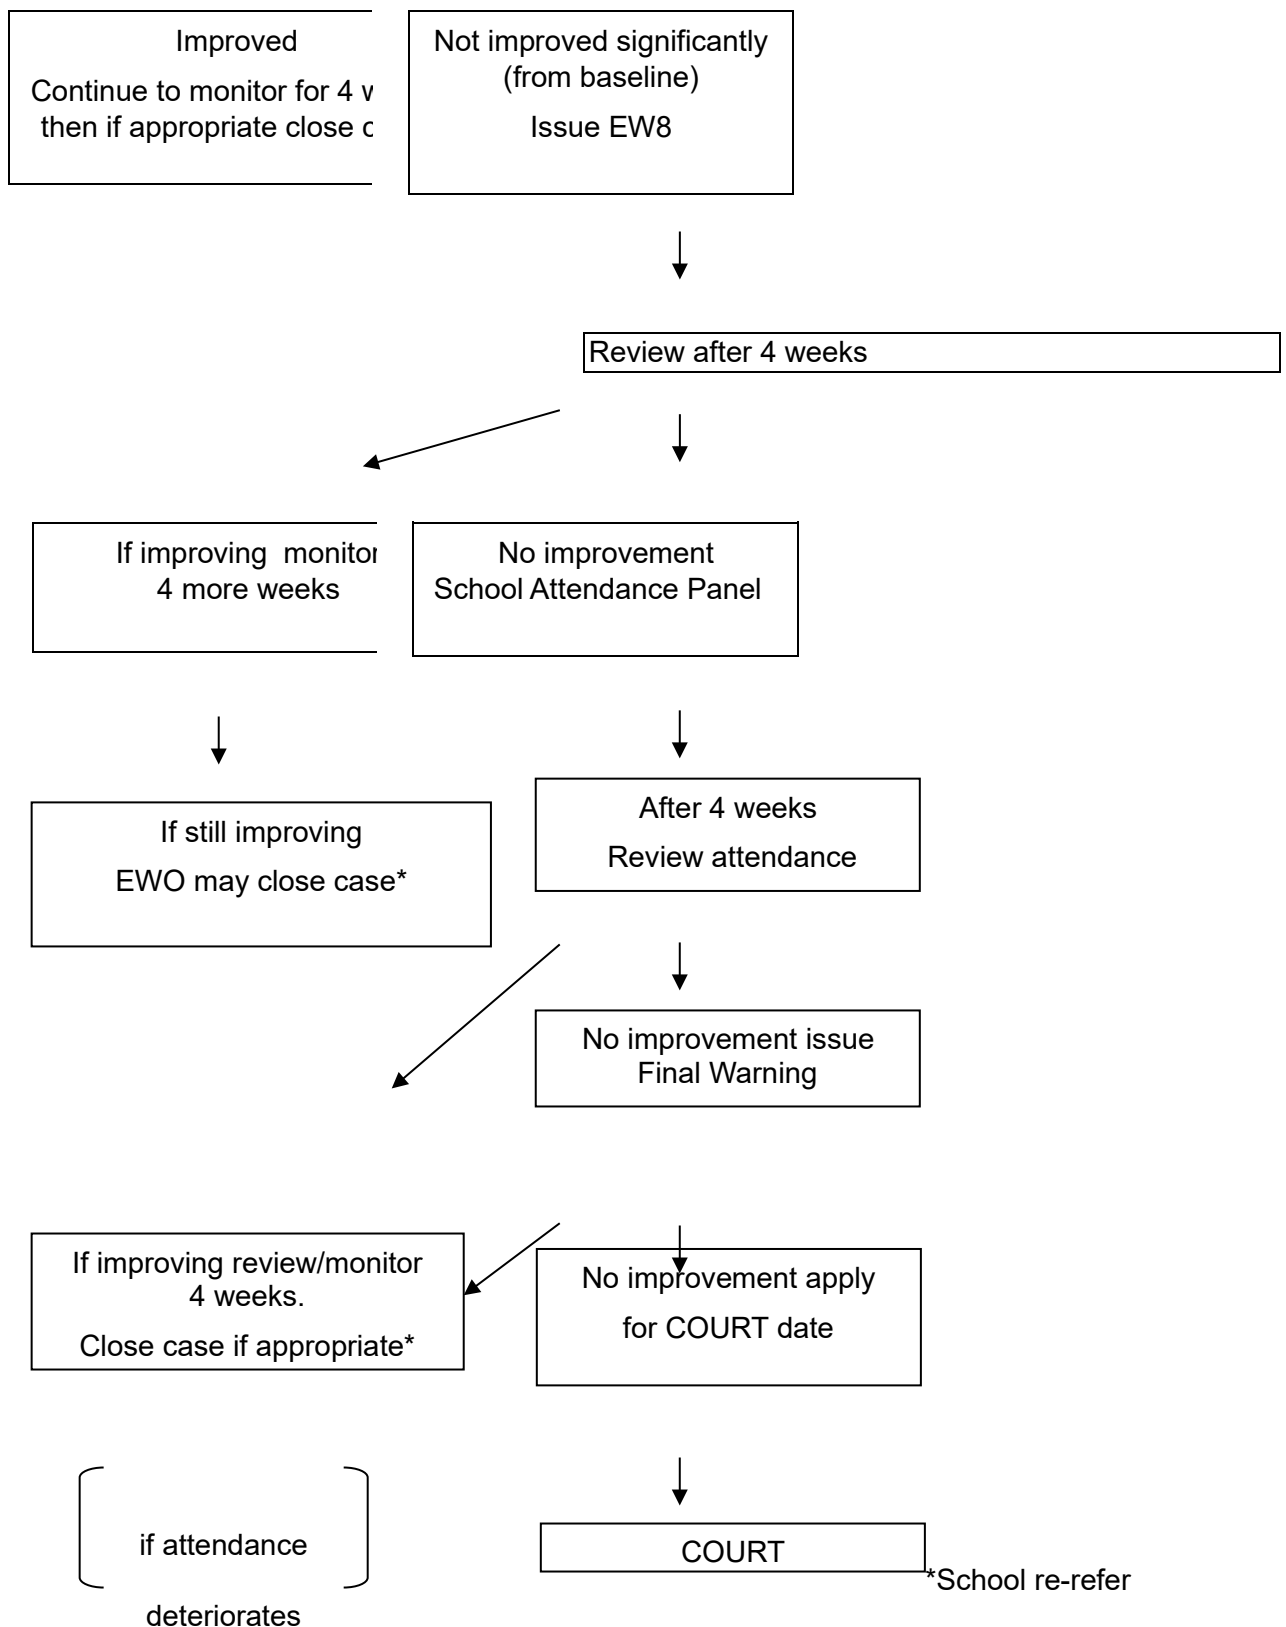 Improved
Continue to monitor for 4
then if appropriate close
Not improved significantly
(from baseline)
Issue EW8
Review after 4 weeks
If improving  monitor
4 more weeks
No improvement
School Attendance Panel
If still improving
EWO may close case*
After 4 weeks
Review attendance
No improvement issue
Final Warning
If improving review/monitor
4 weeks.
Close case if appropriate*
No improvement apply
for COURT date
COURT
*School re-refer
if attendance
deteriorates